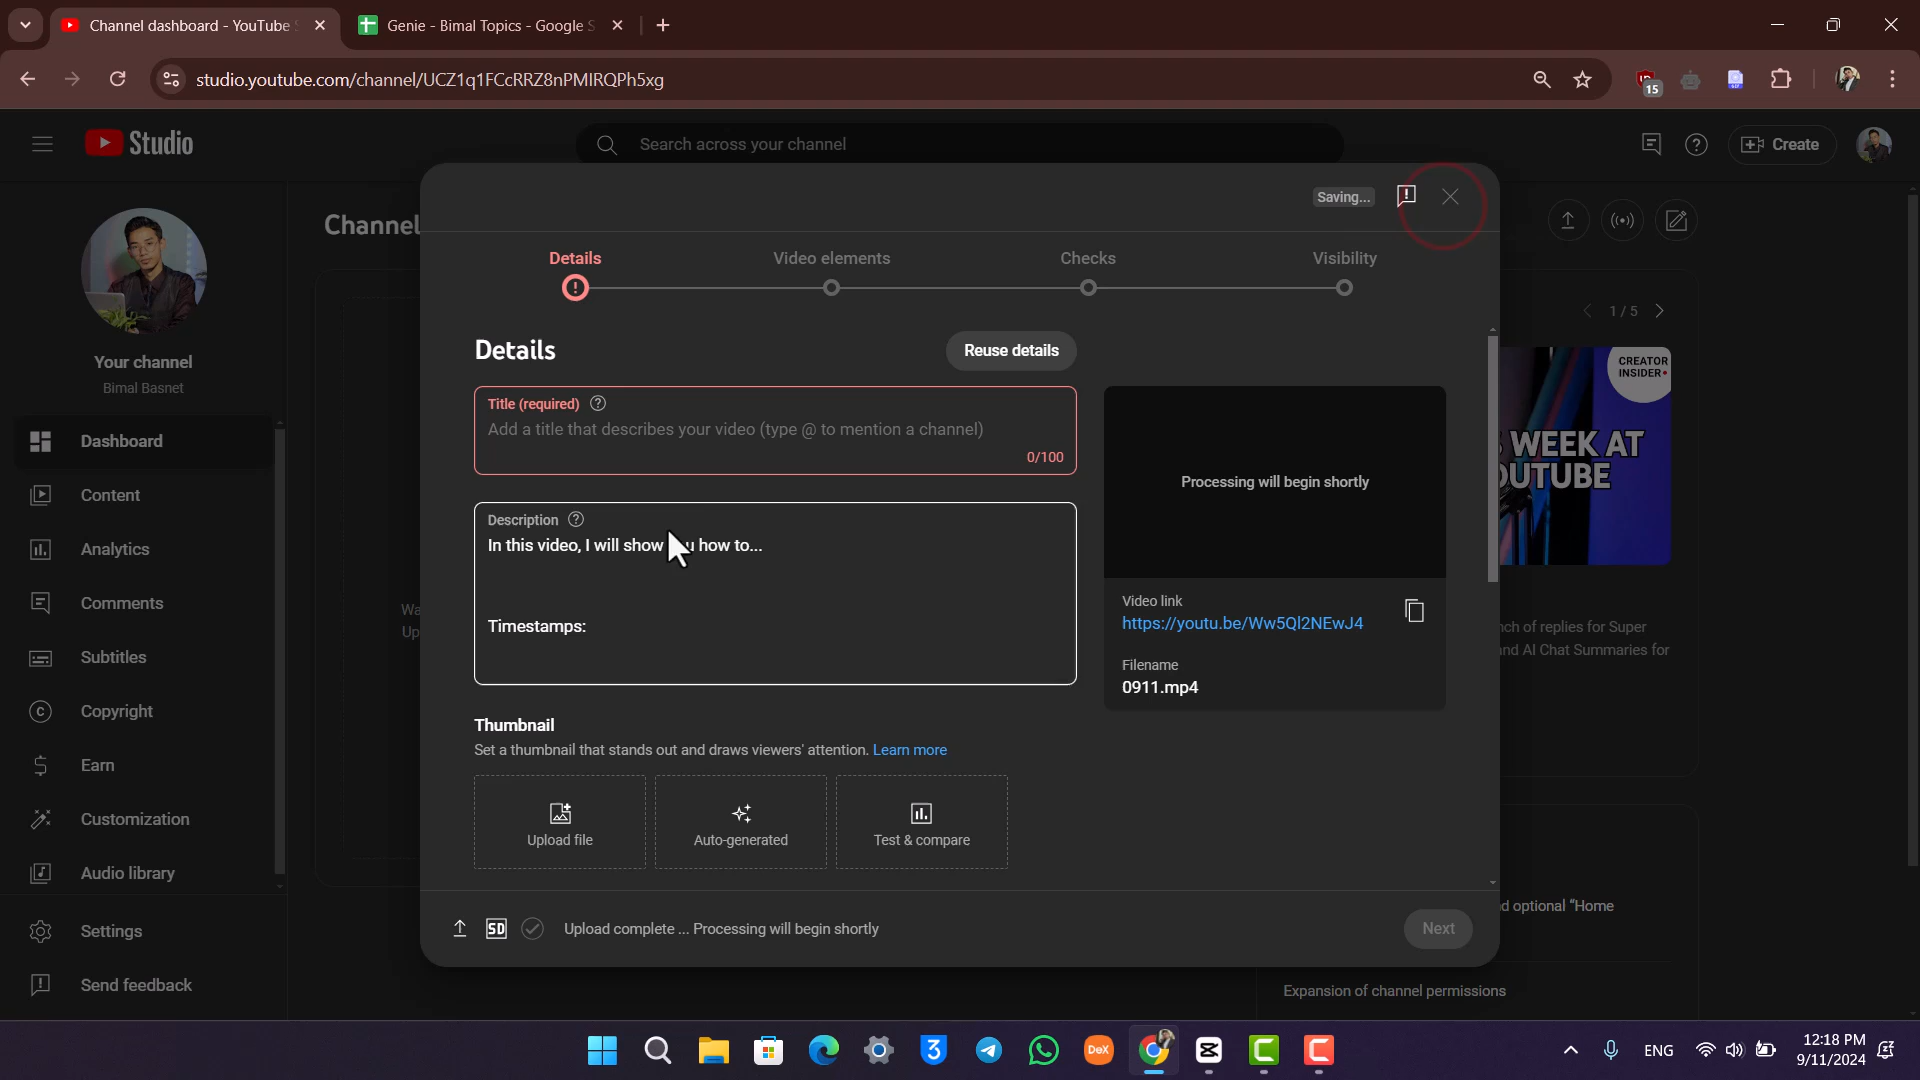 Channel dashboard - YouTube
Genie - Bimal Topics - Google S
studio.youtube.com/channel/UCZ1q1FCcRRZ8nPMIRQPh5xg
15
Studio
Search across your channel
Create
Channel
Saving...
Your channel
Bimal Basnet
Dashboard
Content
Analytics
Comments
Subtitles
Copyright
Earn
Customization
Audio library
Settings
Send feedback
Details
Video elements
Checks
Visibility
Details
Reuse details
Title (required)
Add a title that describes your video (type @ to mention a channel)
0/100
Description
In this video, I will show how to...
Timestamps:
Processing will begin shortly
Video link
https://youtu.be/Ww5Ql2NEwJ4
Filename
0911.mp4
Thumbnail
Set a thumbnail that stands out and draws viewers' attention. Learn more
Upload file
Auto-generated
Test & compare
SD
Upload complete ... Processing will begin shortly
Next
1 / 5
CREATOR
INSIDER
WEEK AT
of replies for Super
AI Chat Summaries for
optional “Home
Expansion of channel permissions
DeX
ENG
12:18 PM
9/11/2024